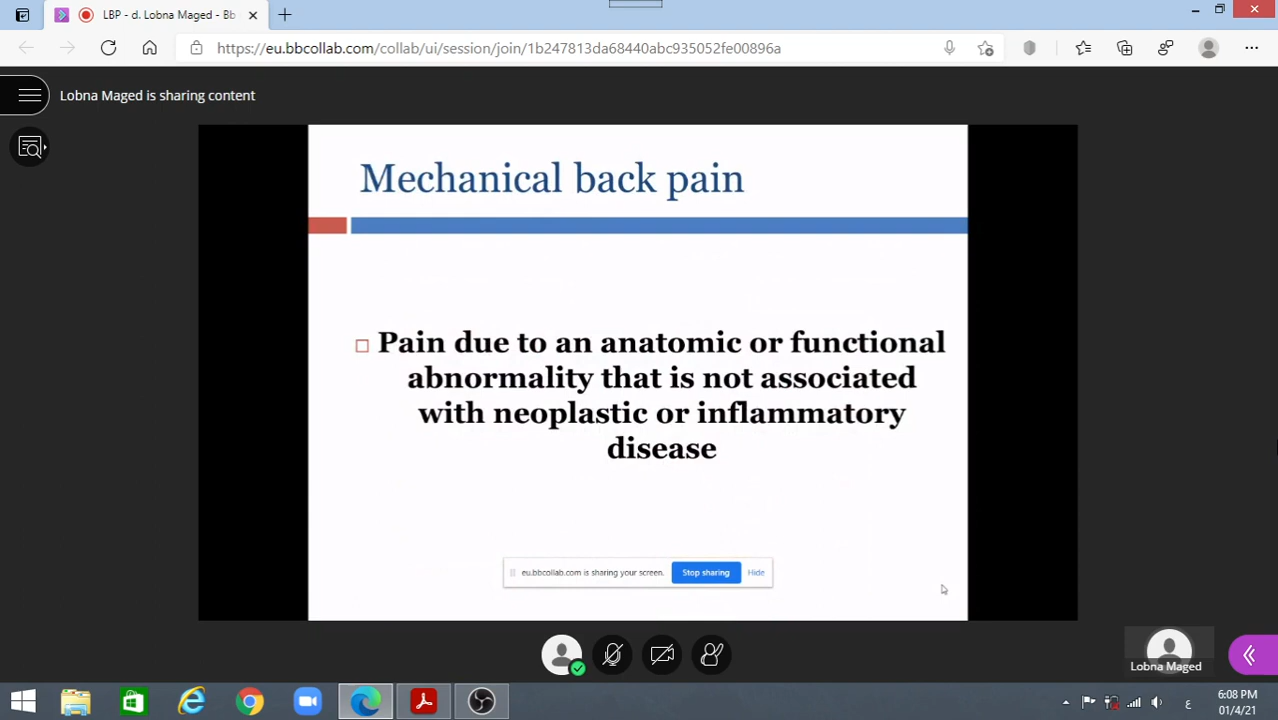 LBP - d. Lobna Maged - Bb
https://eu.bbcollab.com/collab/ui/session/join/1b247813da68440abc935052fe00896a
Lobna Maged is sharing content
Mechanical back pain
Pain due to an anatomic or functional
abnormality that is not associated
with neoplastic or inflammatory
disease
eu.bbcollab.com is sharing your screen.
Stop sharing
Hide
Lobna Maged
ع
6:08 PM
01/4/21